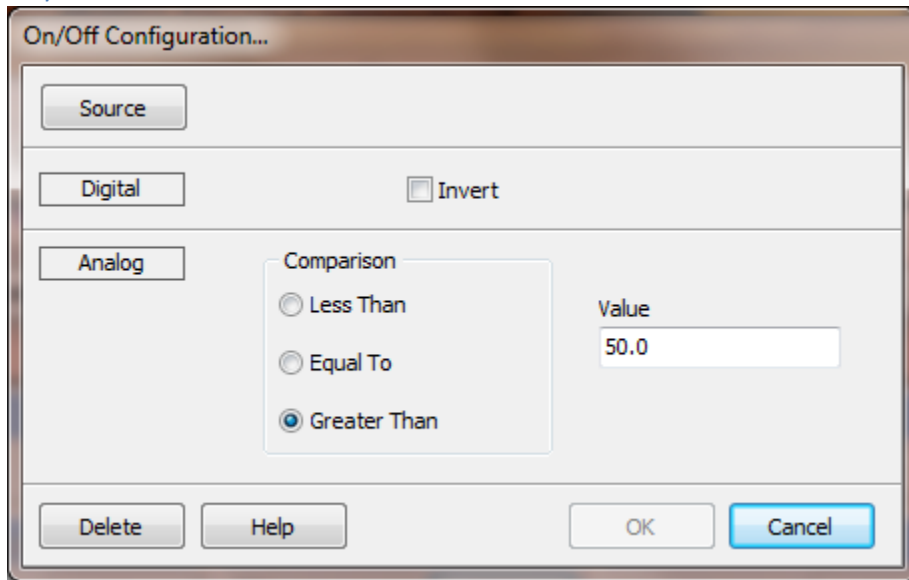 On/Off Configuration...
Source
Digital
Invert
Analog
Comparison
Less Than
Equal To
Greater Than
Value
50.0
Delete
Help
OK
Cancel